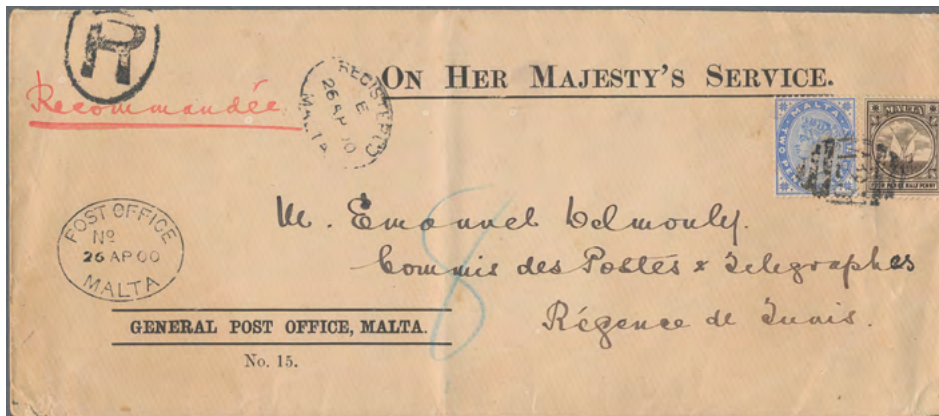 R
ON HER MAJESTY'S SERVICE.
Recommandée
REGISTERED
E
26 AP 00
MALTA
MALTA
MALTA
POST OFFICE
Nº
26 AP 00
MALTA
M. Emanuel Delmouly.
Commis des Postes & Telegraphes
Régence de Tunis.
GENERAL POST OFFICE, MALTA.
No. 15.